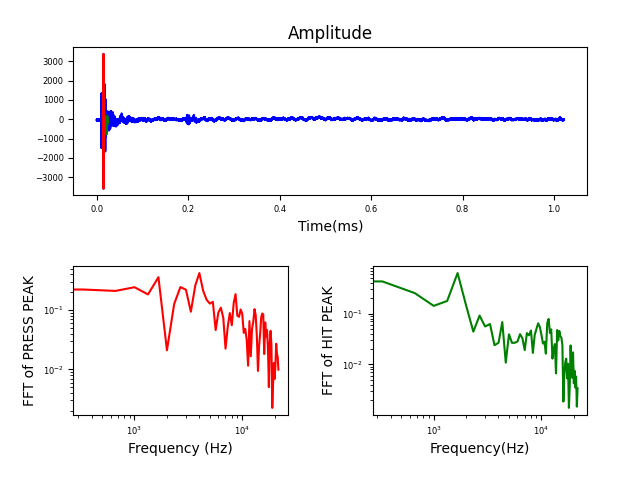 Amplitude
3000
2000
1000
0
−1000
−2000
−3000
0.0 0.2 0.4 0.6 0.8 1.0
Time(ms)
FFT of PRESS PEAK
10⁻¹
10⁻²
10³ 10⁴
Frequency (Hz)
FFT of HIT PEAK
10⁻¹
10⁻²
10³ 10⁴
Frequency(Hz)